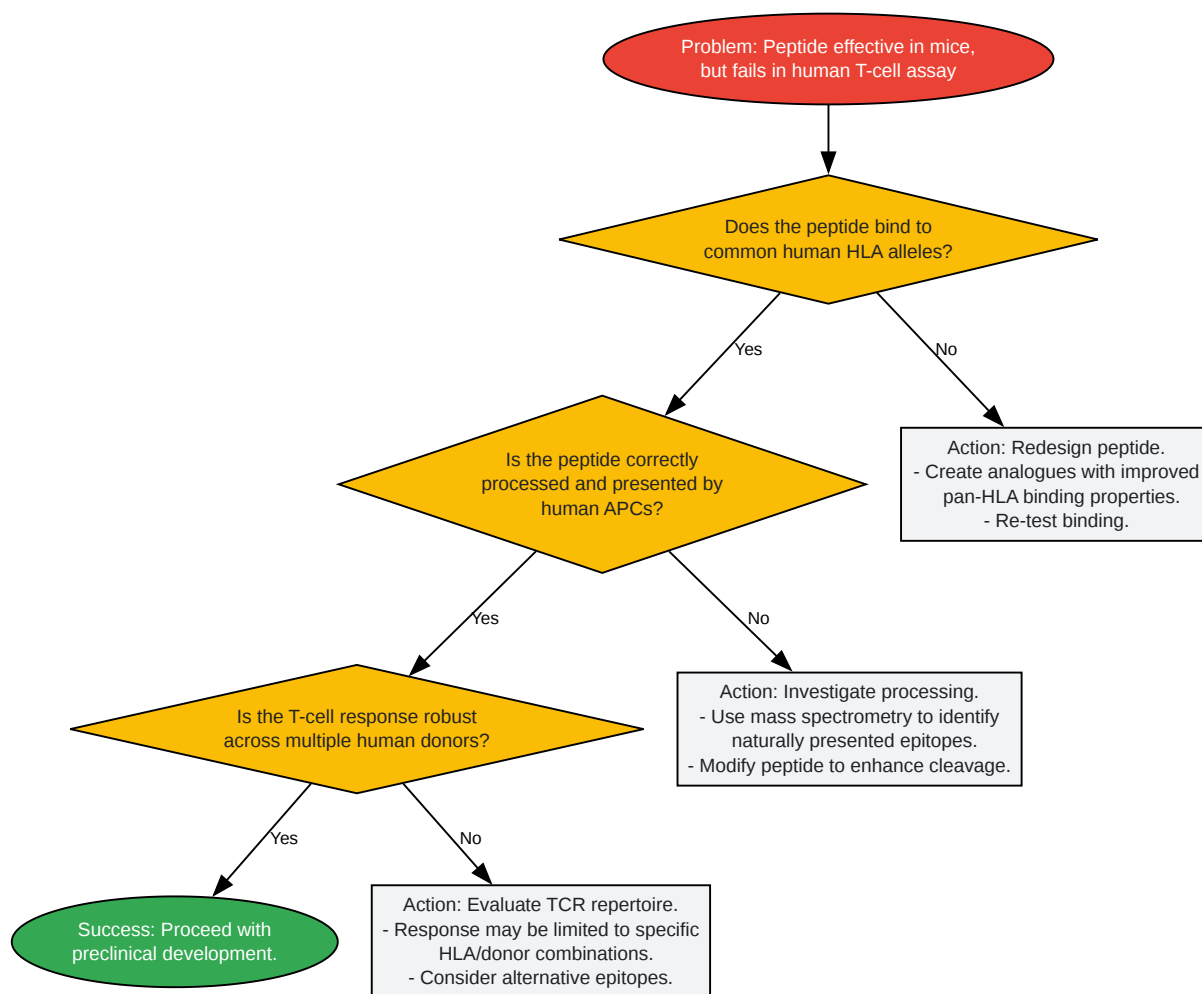 Problem: Peptide effective in mice,
but fails in human T-cell assay
Does the peptide bind to
common human HLA alleles?
Yes
No
Is the peptide correctly
processed and presented by
human APCs?
Action: Redesign peptide.
- Create analogues with improved
pan-HLA binding properties.
- Re-test binding.
Yes
No
Is the T-cell response robust
across multiple human donors?
Action: Investigate processing.
- Use mass spectrometry to identify
naturally presented epitopes.
- Modify peptide to enhance cleavage.
Yes
No
Success: Proceed with
preclinical development.
Action: Evaluate TCR repertoire.
- Response may be limited to specific
HLA/donor combinations.
- Consider alternative epitopes.